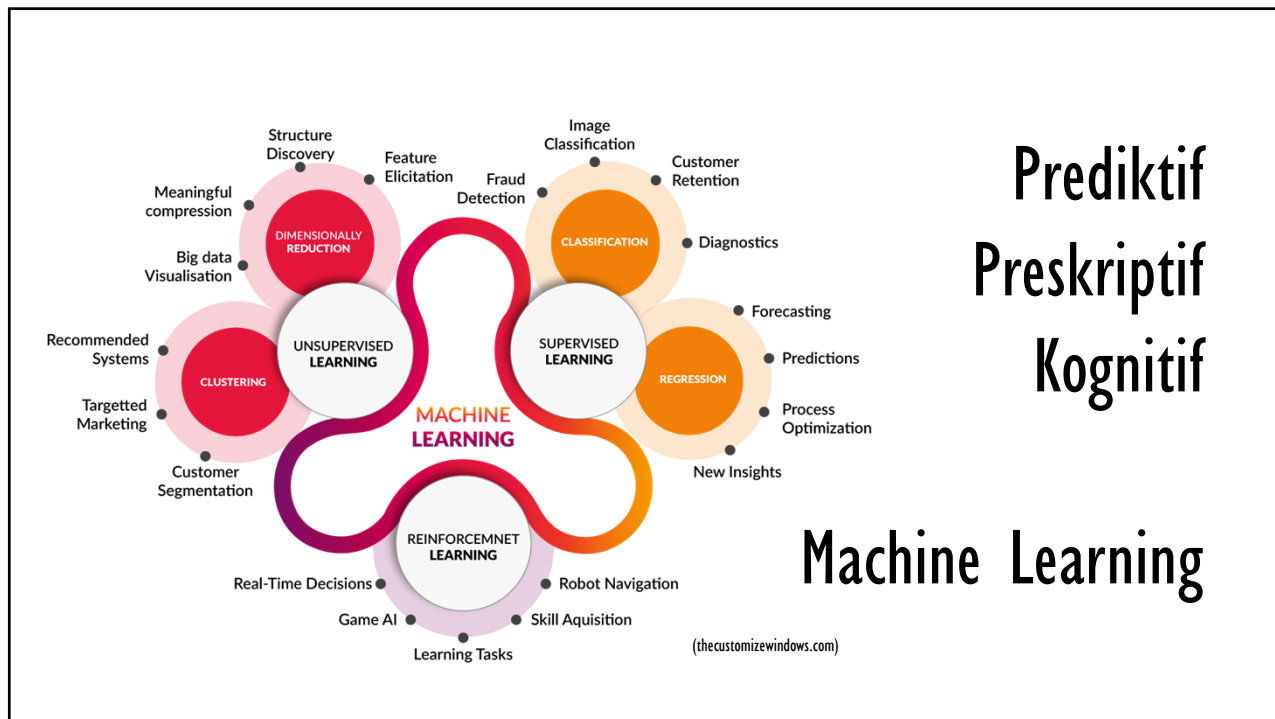 Structure
Discovery
Feature
Elicitation
Meaningful
compression
Big data
Visualisation
DIMENSIONALLY
REDUCTION
Recommended
Systems
Targetted
Marketing
Customer
Segmentation
CLUSTERING
UNSUPERVISED
LEARNING
Image
Classification
Fraud
Detection
Customer
Retention
Diagnostics
CLASSIFICATION
SUPERVISED
LEARNING
Forecasting
Predictions
Process
Optimization
New Insights
REGRESSION
MACHINE
LEARNING
REINFORCEMNET
LEARNING
Real-Time Decisions
Game AI
Learning Tasks
Skill Aquisition
Robot Navigation
Prediktif
Preskriptif
Kognitif
Machine Learning
(thecustomizewindows.com)